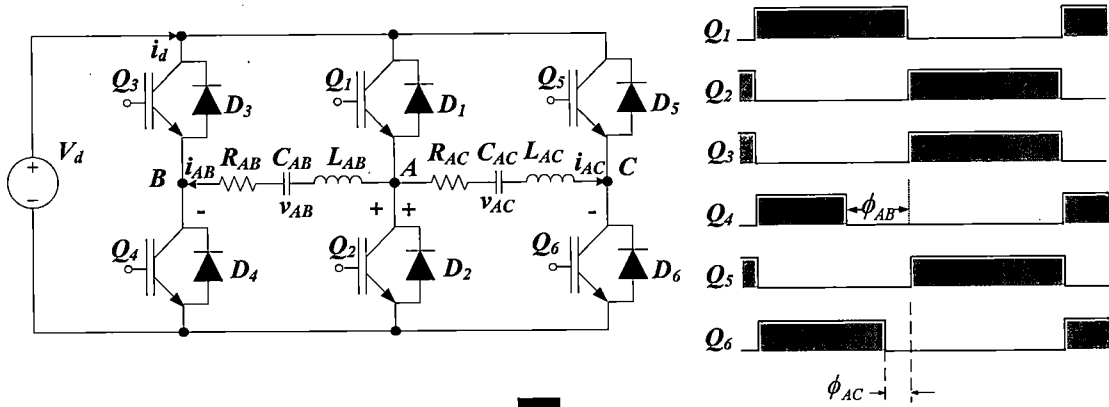 i_d
Q_3
D_3
Q_1
D_1
Q_5
D_5
V_d
+
-
B
i_AB
R_AB
C_AB
L_AB
A
R_AC
C_AC
L_AC
i_AC
C
-
v_AB
+
+
v_AC
-
Q_4
D_4
Q_2
D_2
Q_6
D_6
Q_1
Q_2
Q_3
Q_4
ϕ_AB
Q_5
Q_6
ϕ_AC